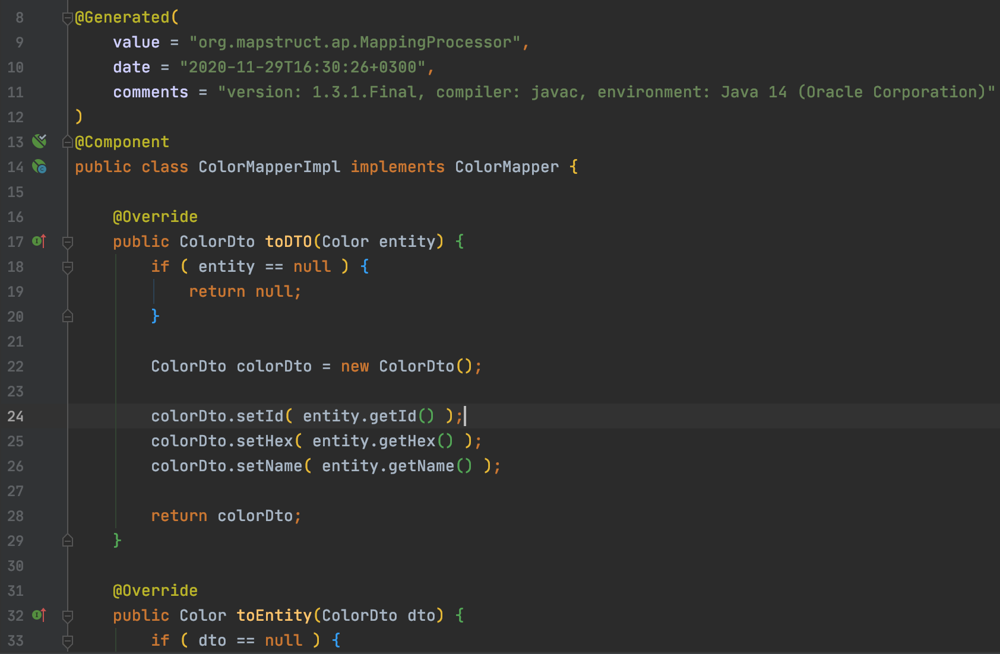 8 @Generated(
9 value = "org.mapstruct.ap.MappingProcessor",
10 date = "2020-11-29T16:30:26+0300",
11 comments = "version: 1.3.1.Final, compiler: javac, environment: Java 14 (Oracle Corporation)"
12 )
13 @Component
14 public class ColorMapperImpl implements ColorMapper {
15
16 @Override
17 public ColorDto toDTO(Color entity) {
18 if ( entity == null ) {
19 return null;
20 }
21
22 ColorDto colorDto = new ColorDto();
23
24 colorDto.setId( entity.getId() );
25 colorDto.setHex( entity.getHex() );
26 colorDto.setName( entity.getName() );
27
28 return colorDto;
29 }
30
31 @Override
32 public Color toEntity(ColorDto dto) {
33 if ( dto == null ) {